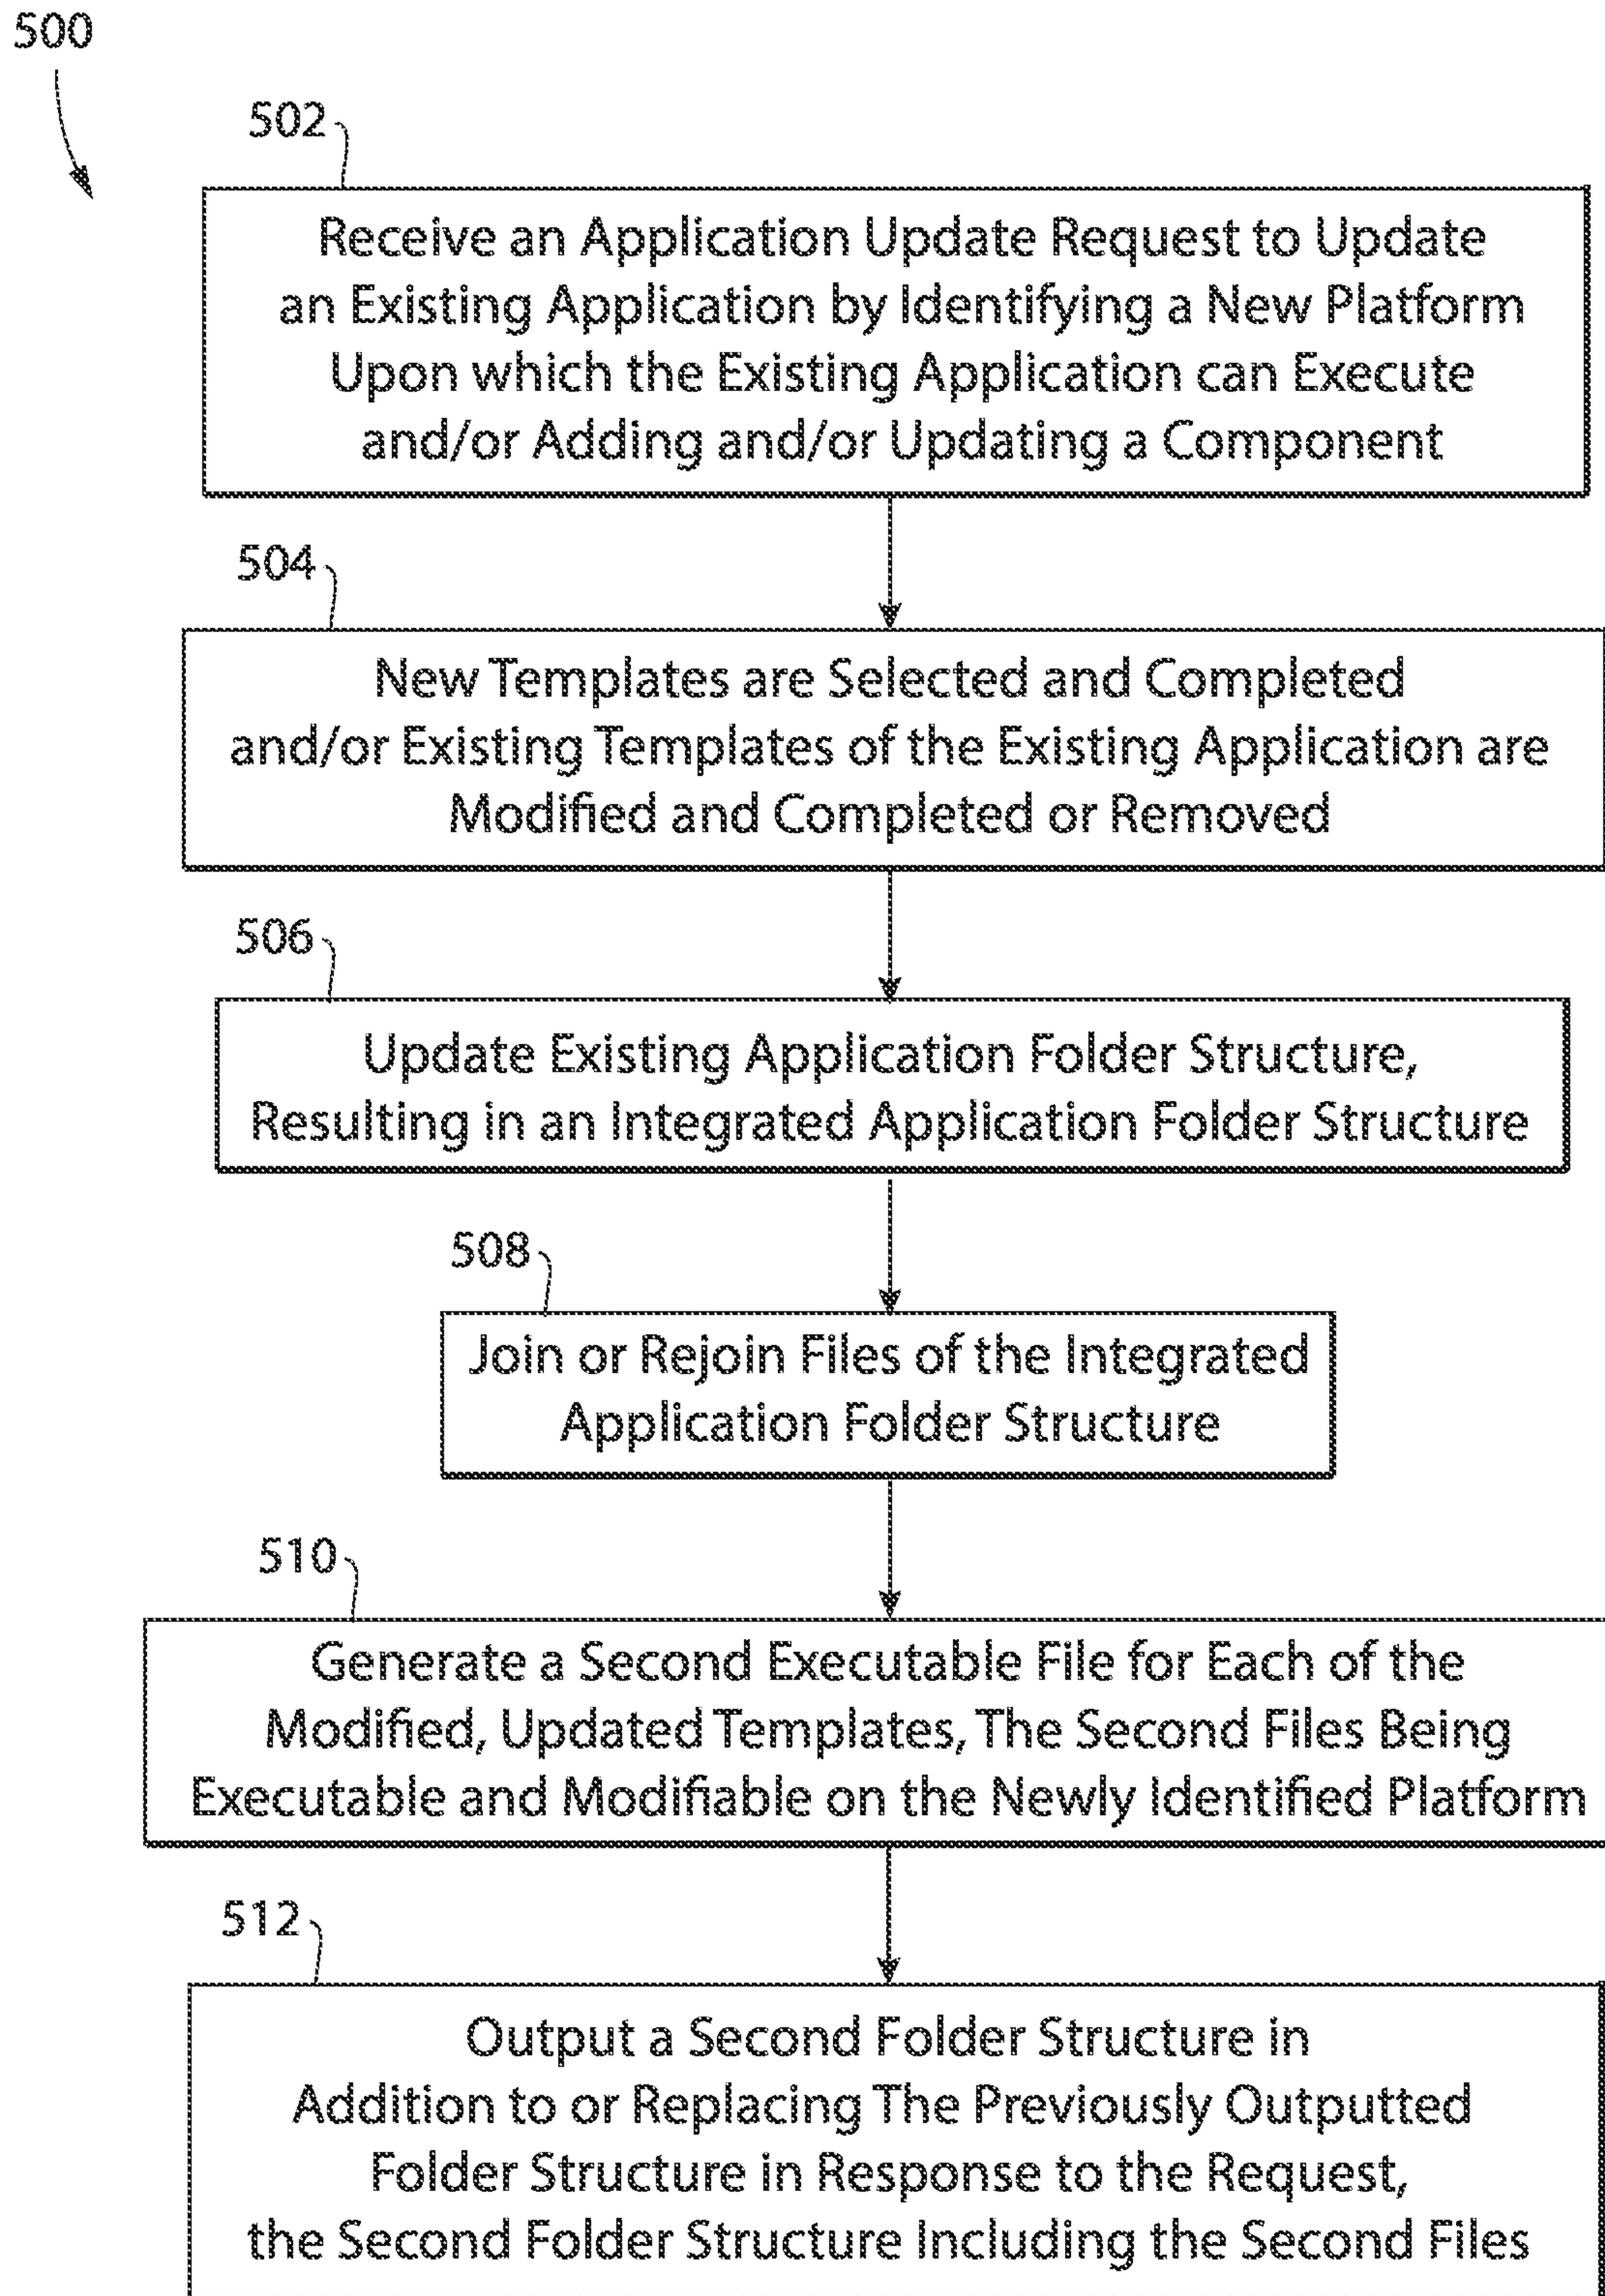 500
502
Receive an Application Update Request to Update
an Existing Application by Identifying a New Platform
Upon which the Existing Application can Execute
and/or Adding and/or Updating a Component
504
New Templates are Selected and Completed
and/or Existing Templates of the Existing Application are
Modified and Completed or Removed
506
Update Existing Application Folder Structure,
Resulting in an Integrated Application Folder Structure
508
Join or Rejoin Files of the Integrated
Application Folder Structure
510
Generate a Second Executable File for Each of the
Modified, Updated Templates, The Second Files Being
Executable and Modifiable on the Newly Identified Platform
512
Output a Second Folder Structure in
Addition to or Replacing The Previously Outputted
Folder Structure in Response to the Request,
the Second Folder Structure Including the Second Files